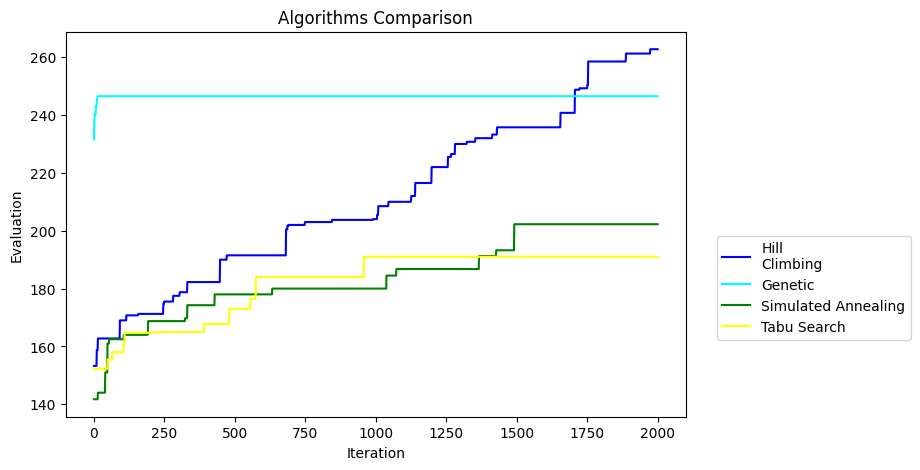 Algorithms Comparison
Evaluation
260
240
220
200
180
160
140
0
250
500
750
1000
1250
1500
1750
2000
Iteration
Hill
Climbing
Genetic
Simulated Annealing
Tabu Search